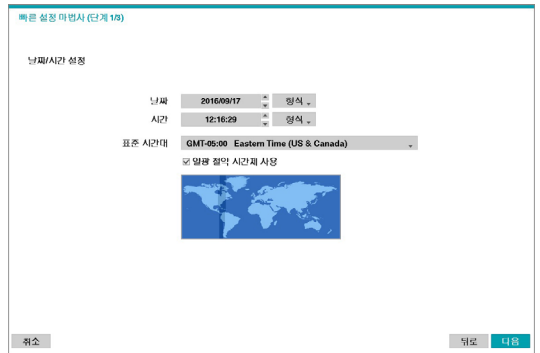 빠른 설정 마법사 (단계 1/3)
날짜/시간 설정
날짜 2016/09/17 형식
시간 12:16:29 형식
표준 시간대 GMT-05:00 Eastern Time (US & Canada)
일광 절약 시간제 사용
취소 뒤로 다음